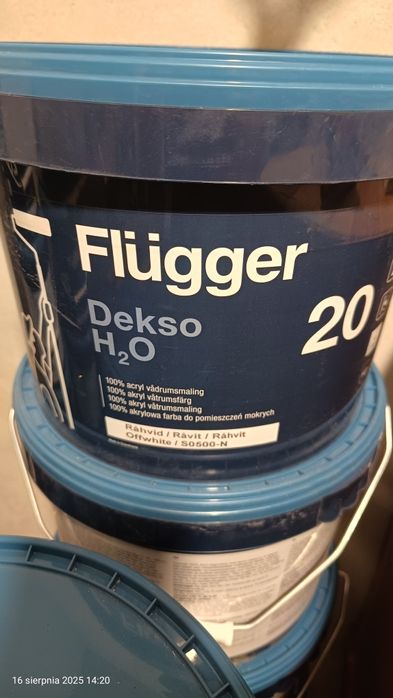 Flügger
Dekso
H₂O
20
100% acryl vådrumsmaling
100% akryl våtrumsfärg
100% akryl våtrumsmaling
100% akrylowa farba do pomieszczeń mokrych
Råhvid / Råvit / Råhvit
Offwhite / S0500-N
16 sierpnia 2025 14:20